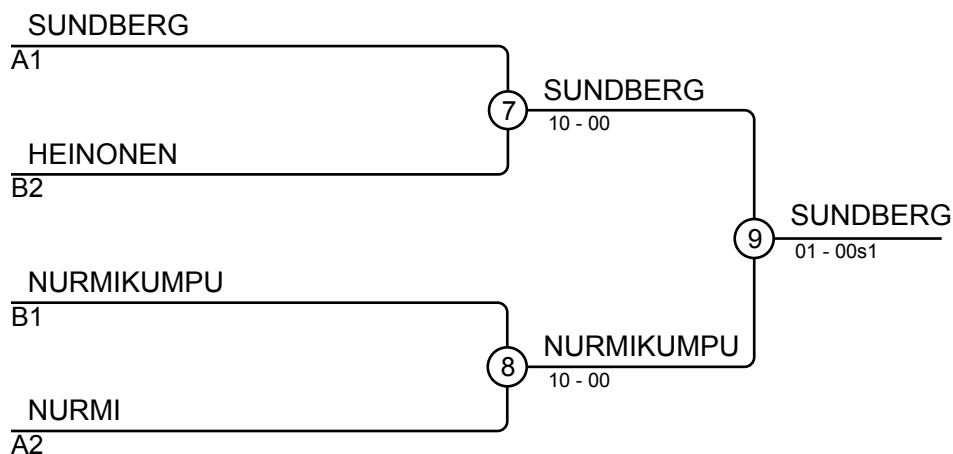 SUNDBERG
A1
7
SUNDBERG
10 - 00
HEINONEN
B2
9
SUNDBERG
01 - 00s1
NURMIKUMPU
B1
8
NURMIKUMPU
10 - 00
NURMI
A2